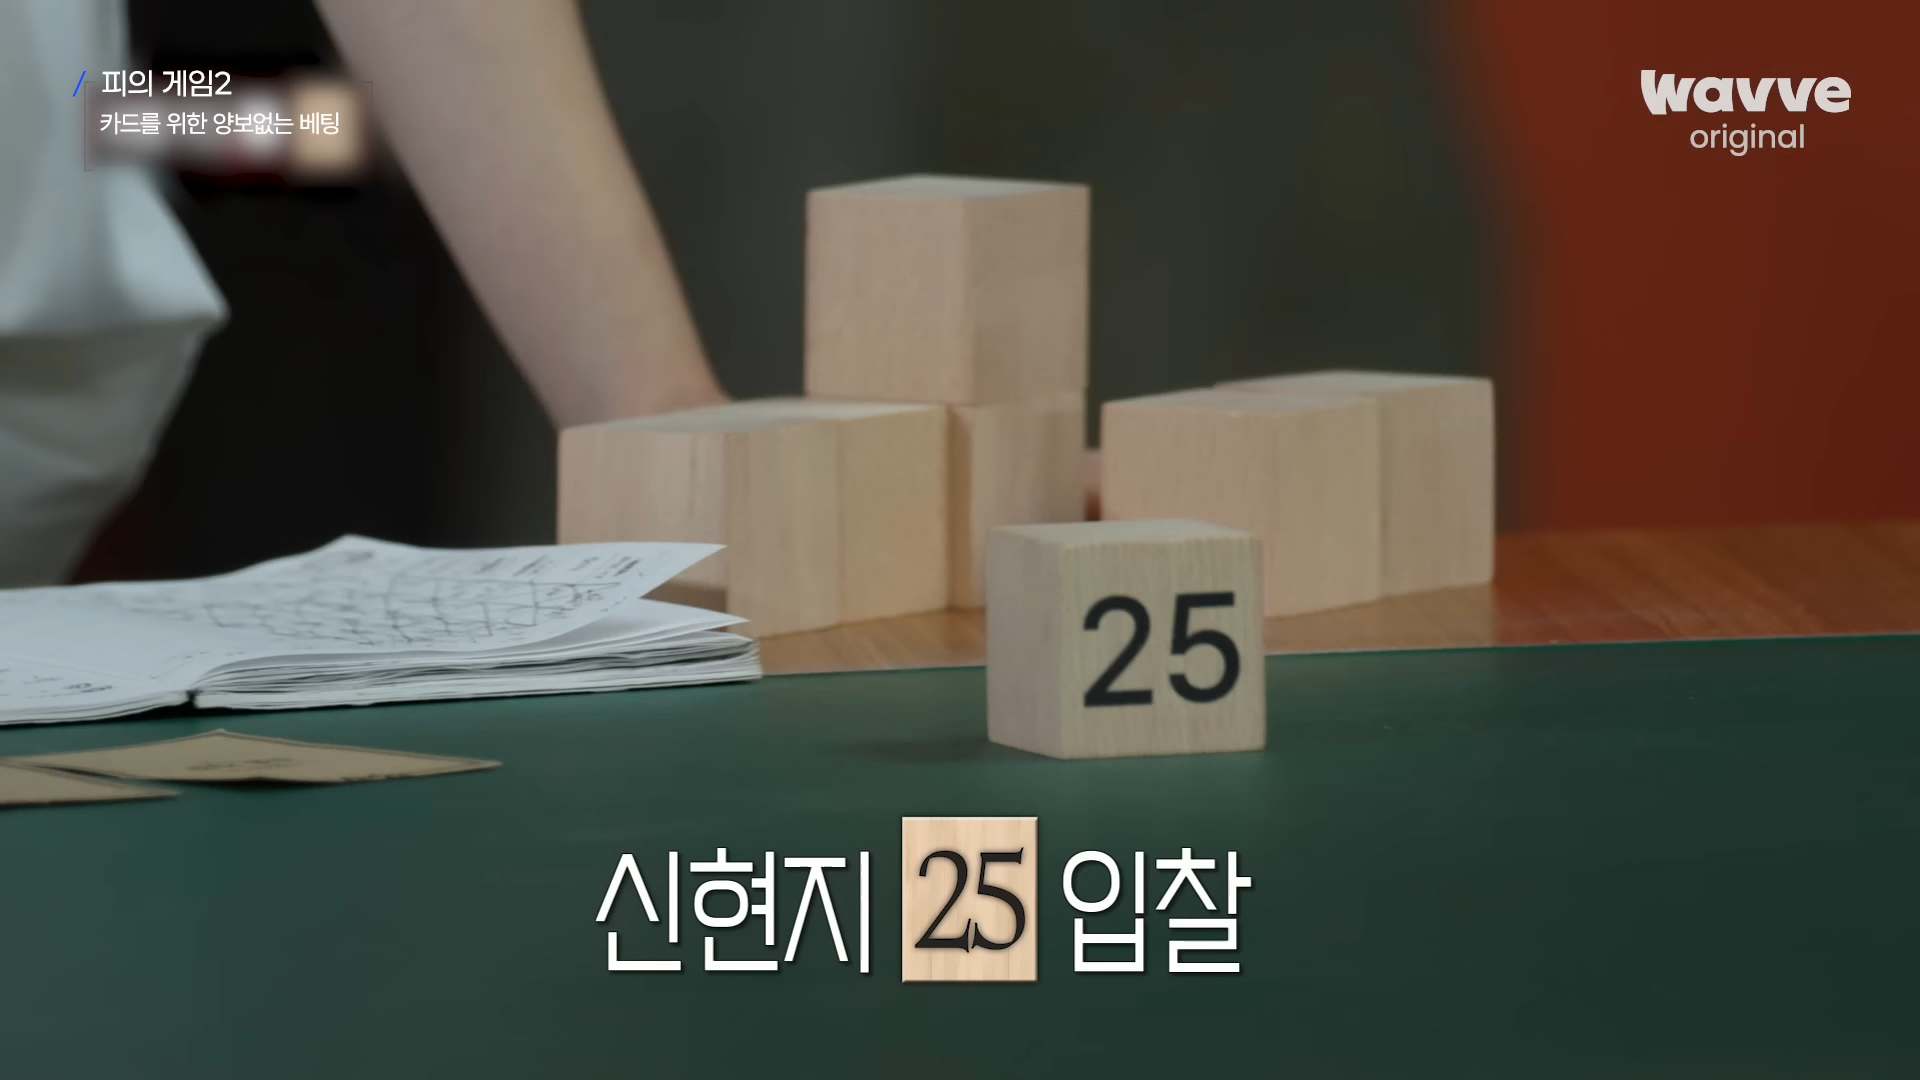 피의 게임2
카드를 위한 양보없는 베팅
wavve
original
25
신현지 25 입찰